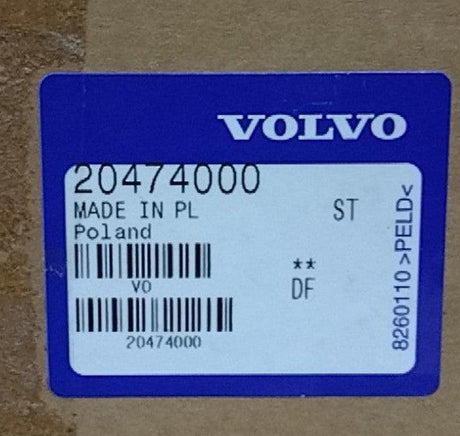 VOLVO
20474000
MADE IN PL ST
Poland
**
VO DF
20474000
8260110 >PELD<